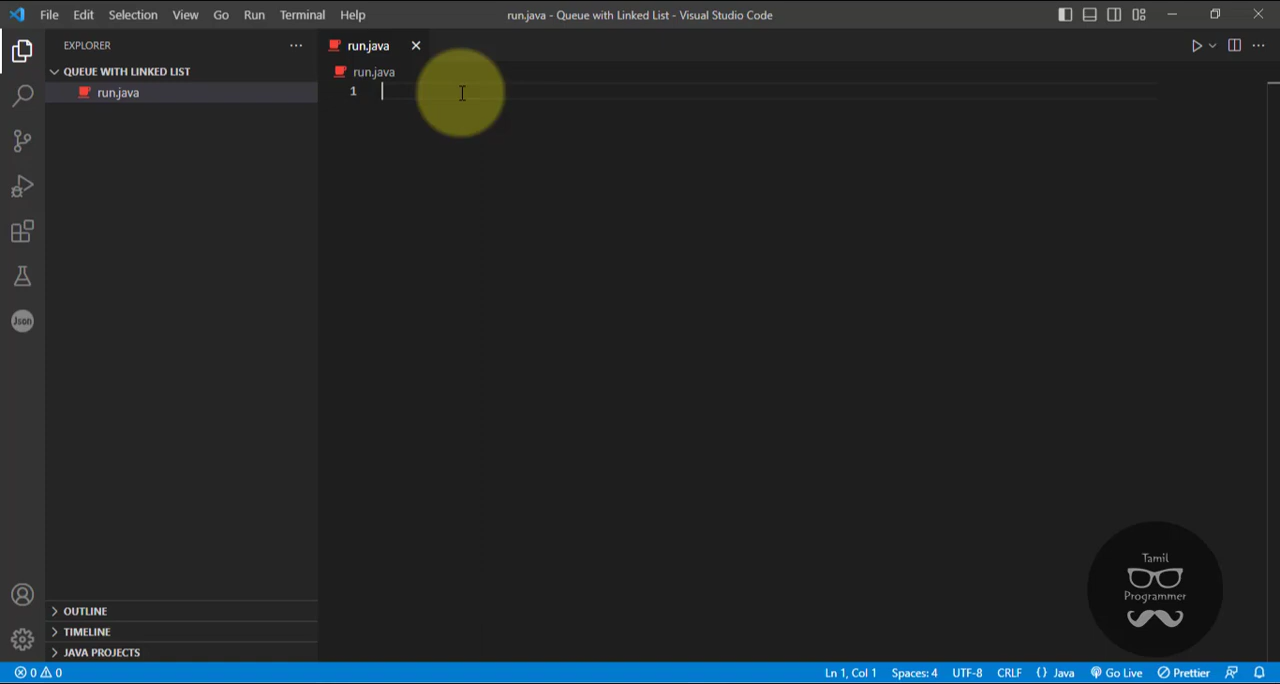 File Edit Selection View Go Run Terminal Help
run.java - Queue with Linked List - Visual Studio Code
EXPLORER
run.java
QUEUE WITH LINKED LIST
run.java
run.java
1
Json
Tamil
Programmer
OUTLINE
TIMELINE
JAVA PROJECTS
0 0
Ln 1, Col 1 Spaces: 4 UTF-8 CRLF {} Java Go Live Prettier